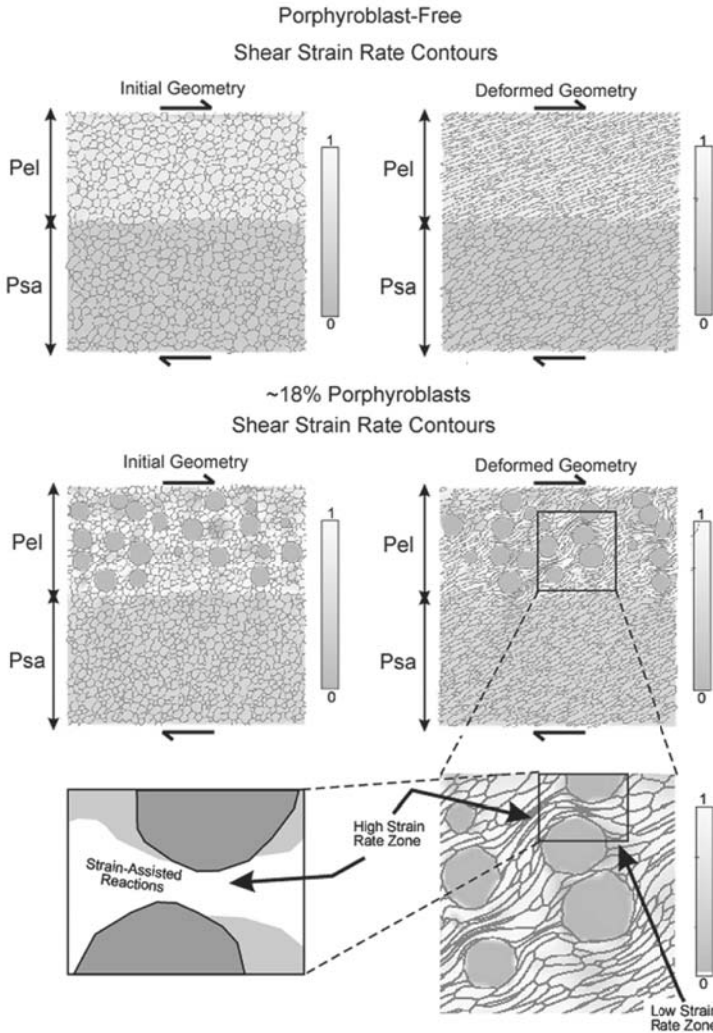 Porphyroblast-Free
Shear Strain Rate Contours
Initial Geometry
Deformed Geometry
Pel
Psa
1
0
Pel
Psa
1
0
~18% Porphyroblasts
Shear Strain Rate Contours
Initial Geometry
Deformed Geometry
Pel
Psa
1
0
Pel
Psa
1
0
Strain-Assisted
Reactions
High Strain
Rate Zone
1
0
Low Strain
Rate Zone